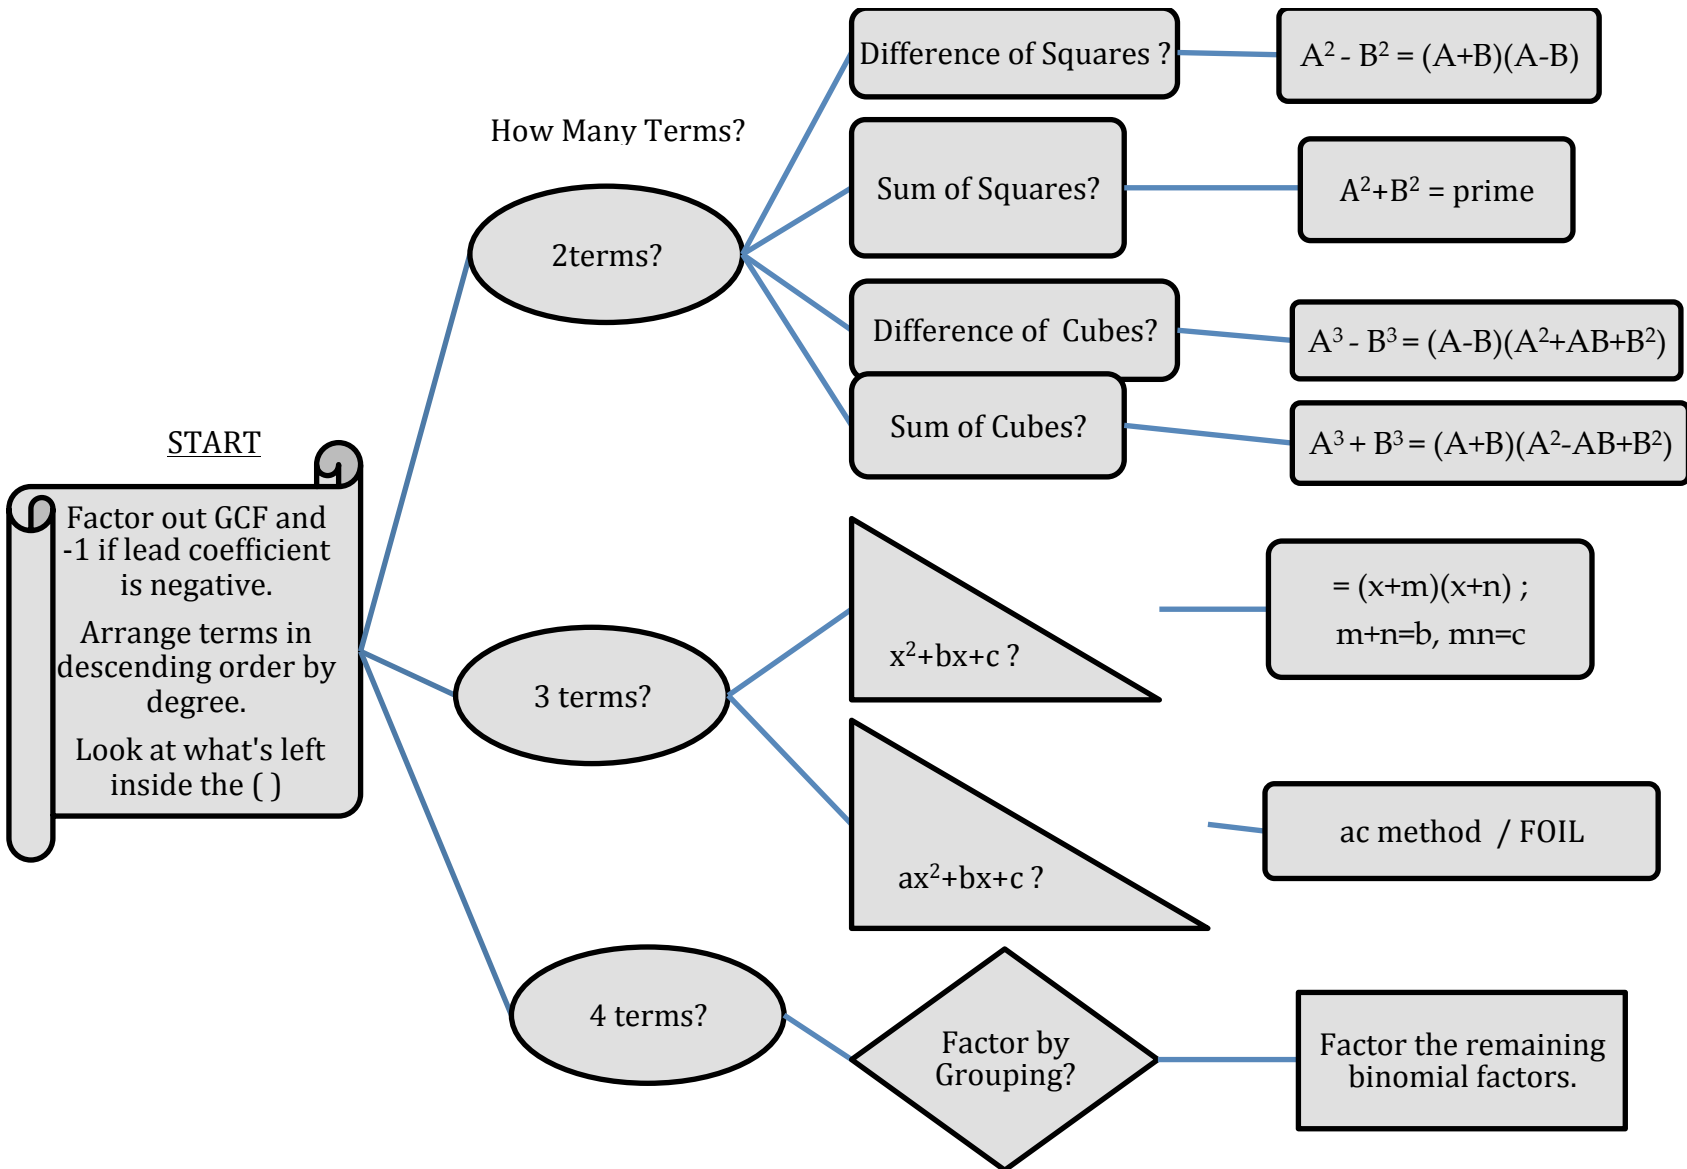 How Many Terms?
START
Factor out GCF and
-1 if lead coefficient
is negative.
Arrange terms in
descending order by
degree.
Look at what's left
inside the ( )
2terms?
Difference of Squares ?
A² - B² = (A+B)(A-B)
Sum of Squares?
A²+B² = prime
Difference of Cubes?
A³ - B³ = (A-B)(A²+AB+B²)
Sum of Cubes?
A³ + B³ = (A+B)(A²-AB+B²)
3 terms?
x²+bx+c ?
= (x+m)(x+n) ;
m+n=b, mn=c
ax²+bx+c ?
ac method / FOIL
4 terms?
Factor by
Grouping?
Factor the remaining
binomial factors.